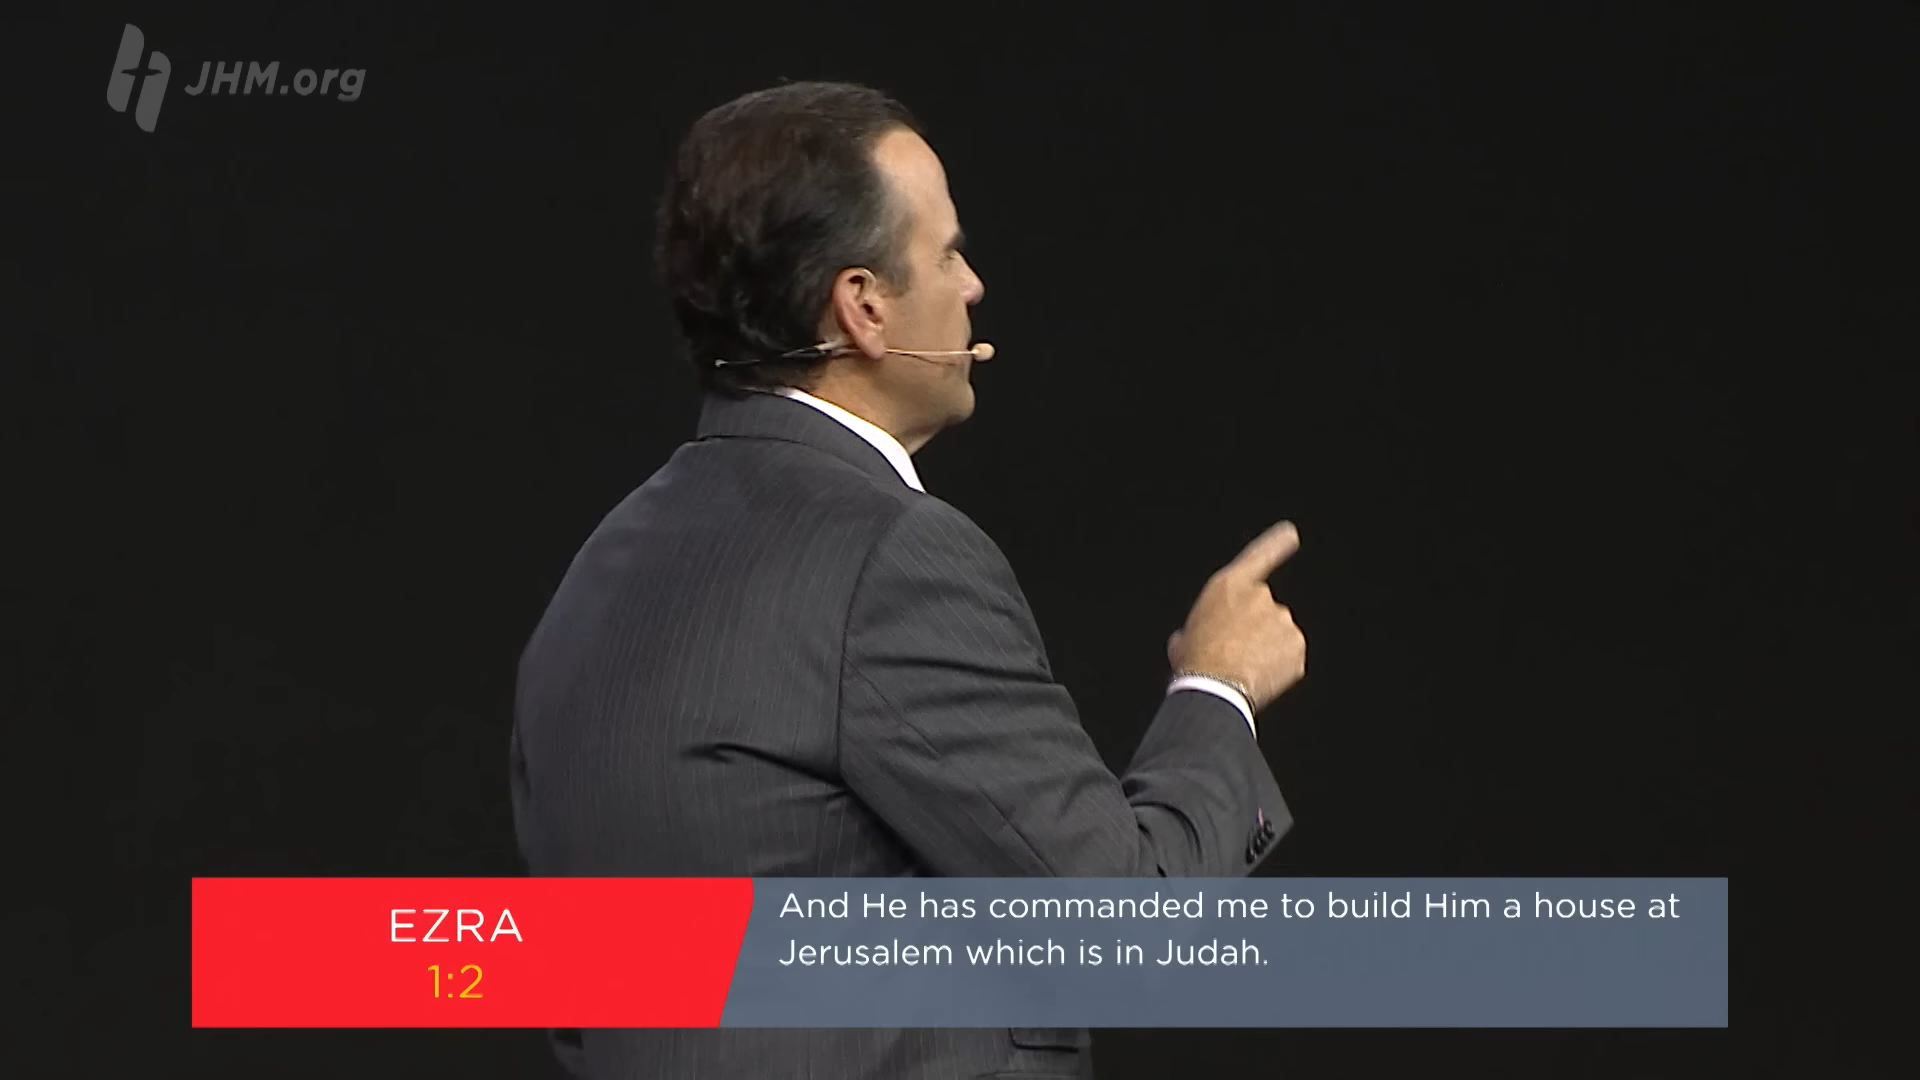 JHM.org
EZRA
1:2
And He has commanded me to build Him a house at
Jerusalem which is in Judah.